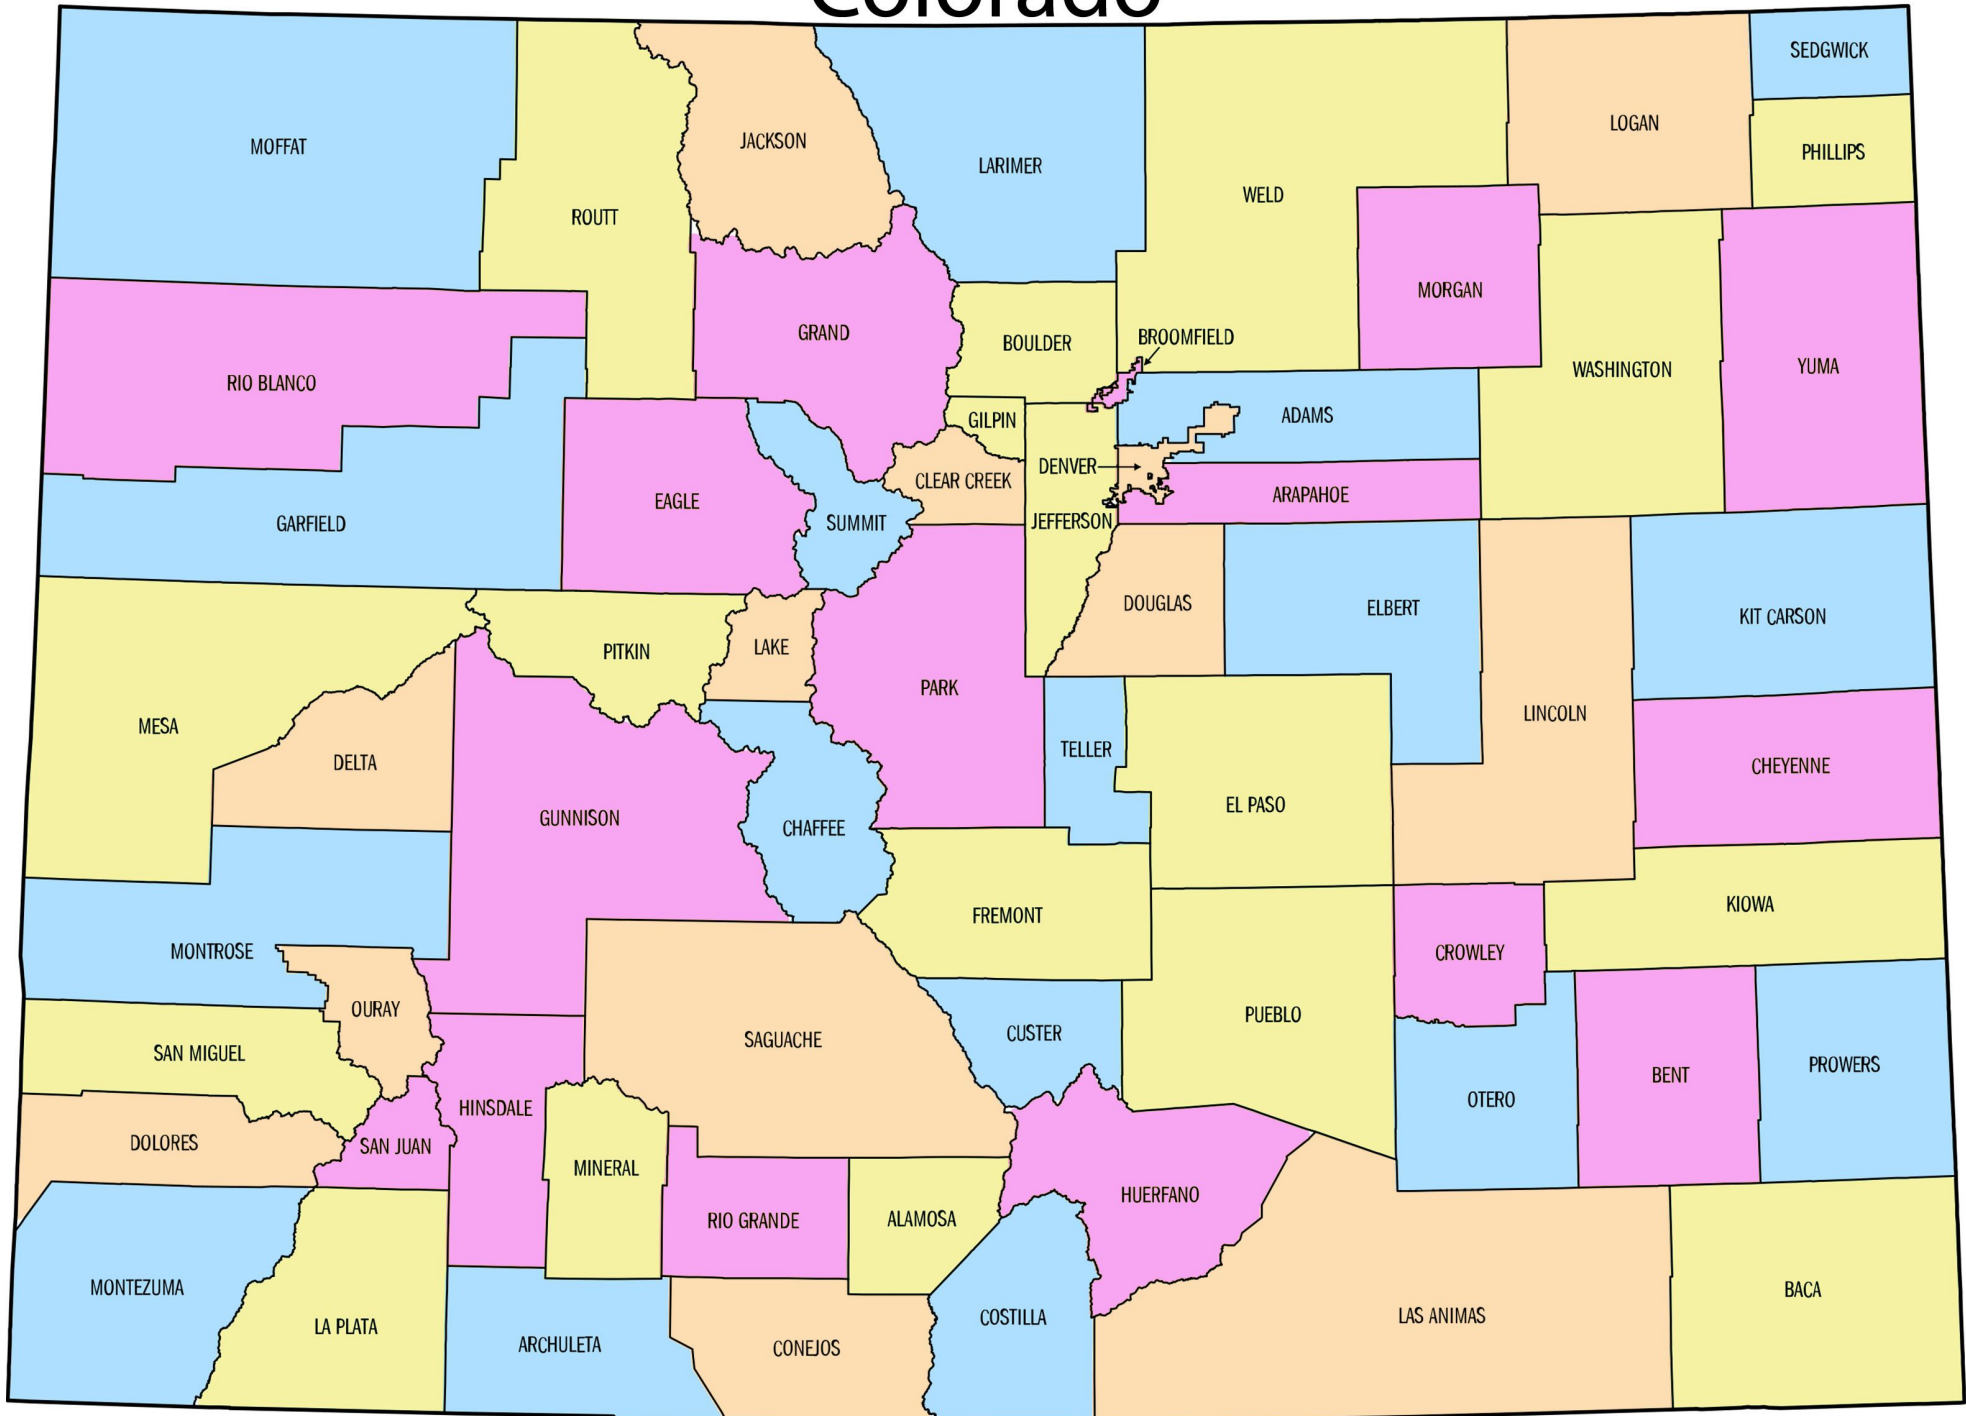 Colorado
SEDGWICK
MOFFAT
JACKSON
LARIMER
LOGAN
PHILLIPS
WELD
ROUTT
MORGAN
GRAND
BOULDER
BROOMFIELD
WASHINGTON
YUMA
RIO BLANCO
GILPIN
ADAMS
DENVER
CLEAR CREEK
ARAPAHOE
EAGLE
SUMMIT
JEFFERSON
GARFIELD
DOUGLAS
ELBERT
KIT CARSON
PITKIN
LAKE
PARK
LINCOLN
MESA
TELLER
DELTA
CHEYENNE
EL PASO
GUNNISON
CHAFFEE
KIOWA
FREMONT
MONTROSE
CROWLEY
OURAY
PUEBLO
SAGUACHE
CUSTER
SAN MIGUEL
PROWERS
BENT
OTERO
HINSDALE
DOLORES
SAN JUAN
MINERAL
HUERFANO
RIO GRANDE
ALAMOSA
MONTEZUMA
BACA
COSTILLA
LAS ANIMAS
LA PLATA
ARCHULETA
CONEJOS